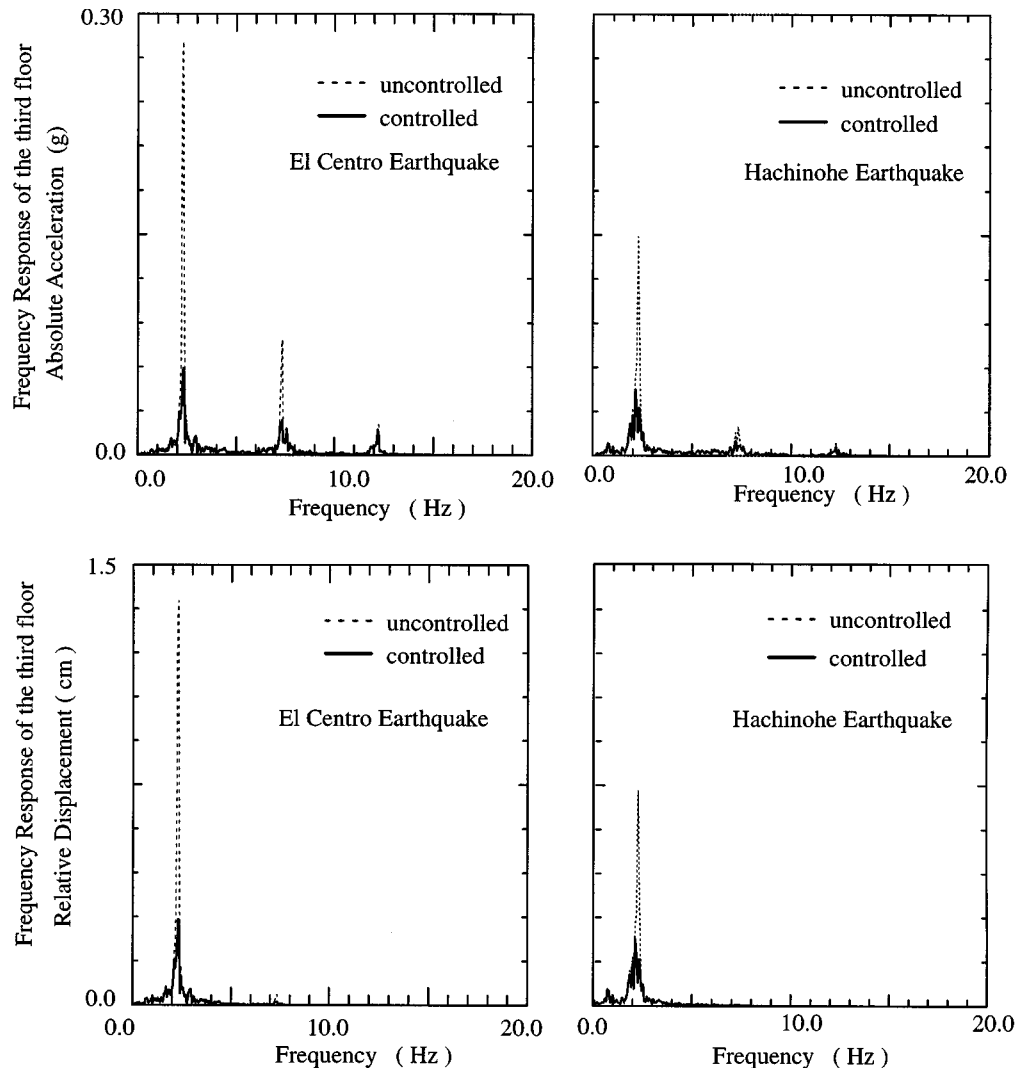 Frequency Response of the third floor
Absolute Acceleration (g)
0.30
0.0
uncontrolled
controlled
El Centro Earthquake
0.0
10.0
20.0
Frequency ( Hz )
uncontrolled
controlled
Hachinohe Earthquake
0.0
10.0
20.0
Frequency ( Hz )
Frequency Response of the third floor
Relative Displacement ( cm )
1.5
0.0
uncontrolled
controlled
El Centro Earthquake
0.0
10.0
20.0
Frequency ( Hz )
uncontrolled
controlled
Hachinohe Earthquake
0.0
10.0
20.0
Frequency ( Hz )